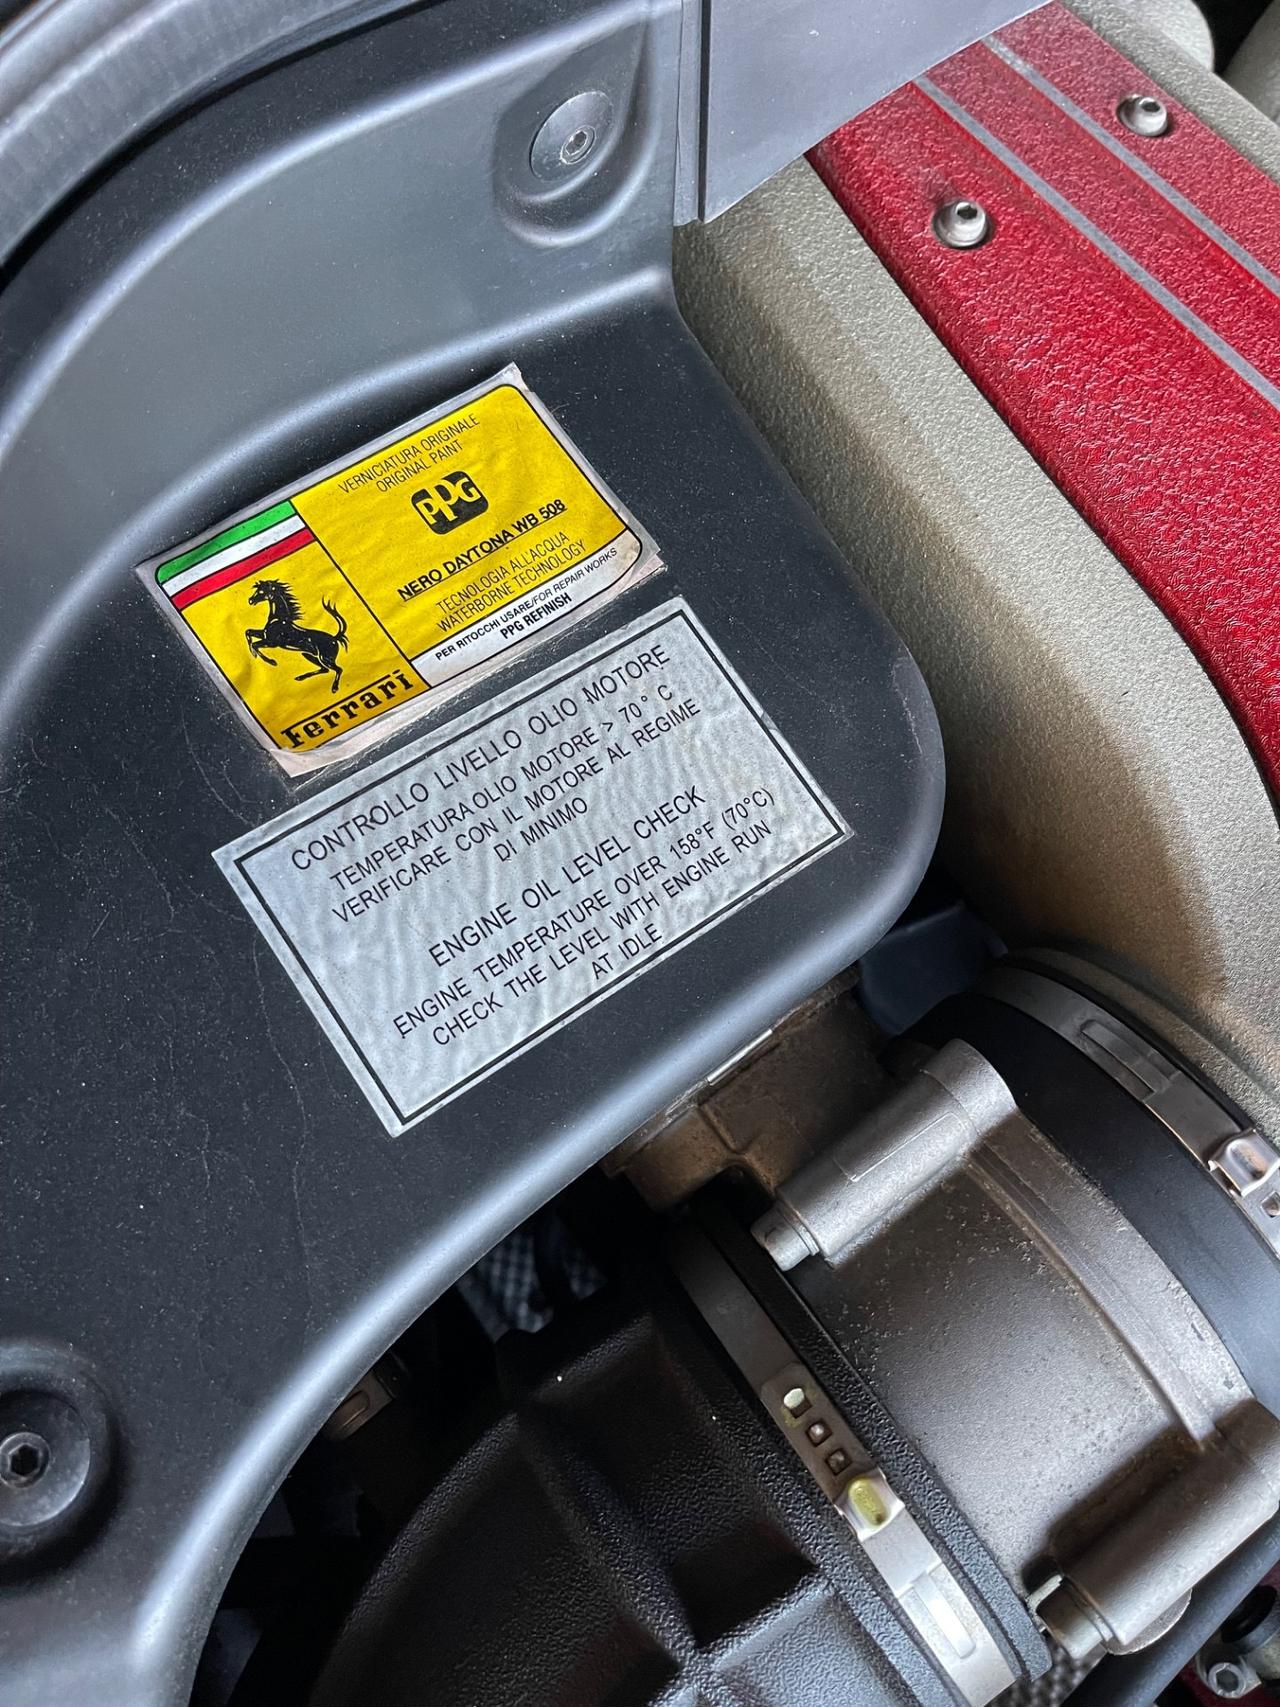 VERNICIATURA ORIGINALE
ORIGINAL PAINT
PPG
NERO DAYTONA WB 508
TECNOLOGIA ALL'ACQUA
WATERBORNE TECHNOLOGY
PER RITOCCHI USARE/FOR REPAIR WORKS
PPG REFINISH
Ferrari
CONTROLLO LIVELLO OLIO MOTORE
TEMPERATURA OLIO MOTORE > 70° C
VERIFICARE CON IL MOTORE AL REGIME
DI MINIMO
ENGINE OIL LEVEL CHECK
ENGINE TEMPERATURE OVER 158°F (70°C)
CHECK THE LEVEL WITH ENGINE RUN
AT IDLE